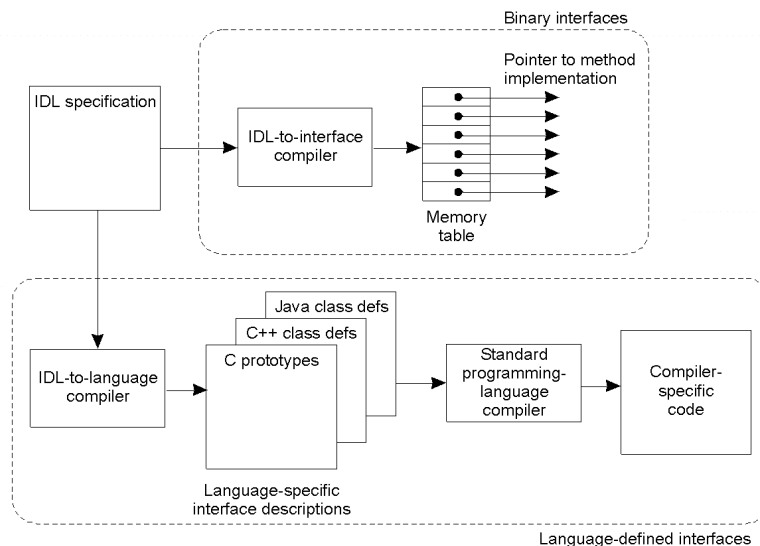 Binary interfaces
Pointer to method
implementation
IDL specification
IDL-to-interface
compiler
Memory
table
Java class defs
C++ class defs
C prototypes
IDL-to-language
compiler
Standard
programming-
language
compiler
Compiler-
specific
code
Language-specific
interface descriptions
Language-defined interfaces